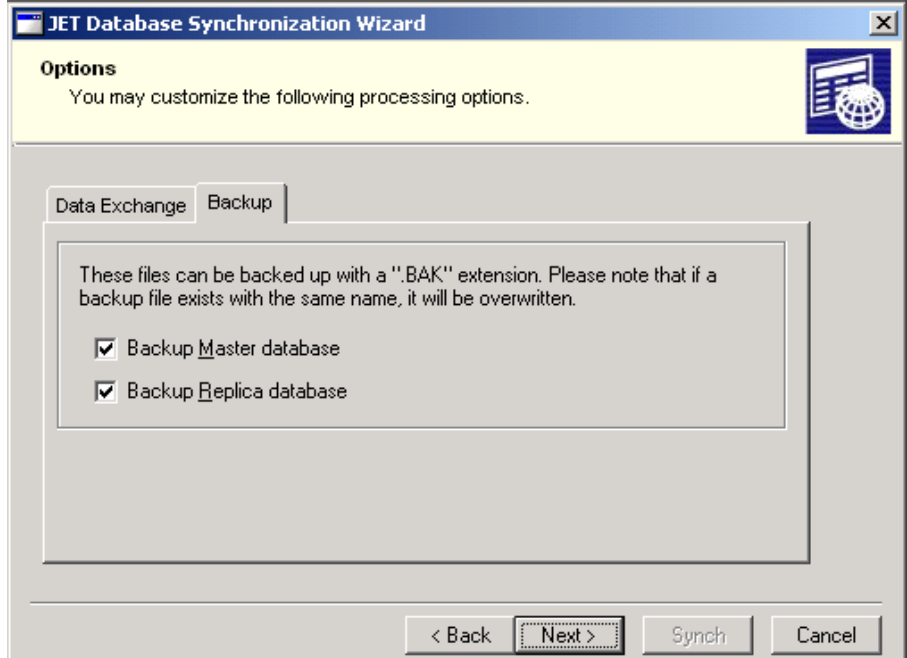 JET Database Synchronization Wizard
Options
You may customize the following processing options.
Data Exchange Backup
These files can be backed up with a ".BAK" extension. Please note that if a
backup file exists with the same name, it will be overwritten.
Backup Master database
Backup Replica database
< Back Next > Synch Cancel